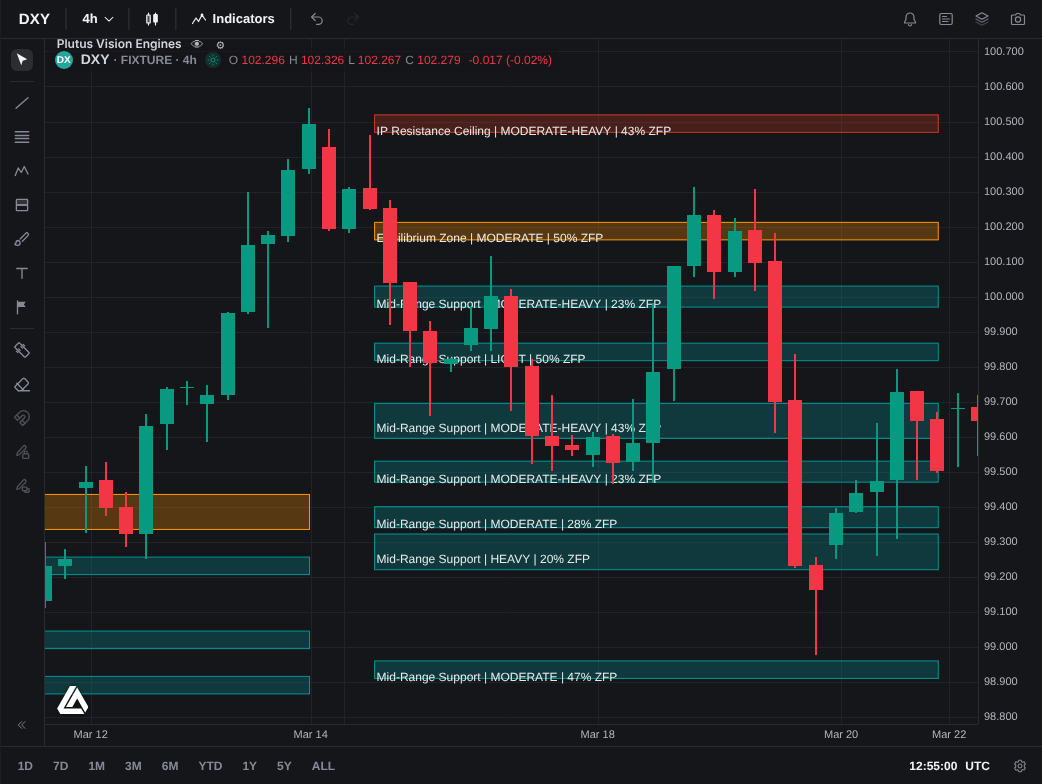 DXY 4h Indicators
Plutus Vision Engines
DX DXY · FIXTURE · 4h O 102.296 H 102.326 L 102.267 C 102.279 -0.017 (-0.02%)
100.700
100.600
100.500
IP Resistance Ceiling | MODERATE-HEAVY | 43% ZFP
100.400
100.300
100.200
Equilibrium Zone | MODERATE | 50% ZFP
100.100
100.000
Mid-Range Support | MODERATE-HEAVY | 23% ZFP
99.900
99.800
Mid-Range Support | LIGHT | 50% ZFP
99.700
99.600
Mid-Range Support | MODERATE-HEAVY | 43% ZFP
99.500
Mid-Range Support | MODERATE-HEAVY | 23% ZFP
99.400
Mid-Range Support | MODERATE | 28% ZFP
99.300
Mid-Range Support | HEAVY | 20% ZFP
99.200
99.100
99.000
98.900
Mid-Range Support | MODERATE | 47% ZFP
98.800
Mar 12 Mar 14 Mar 18 Mar 20 Mar 22
1D 7D 1M 3M 6M YTD 1Y 5Y ALL 12:55:00 UTC